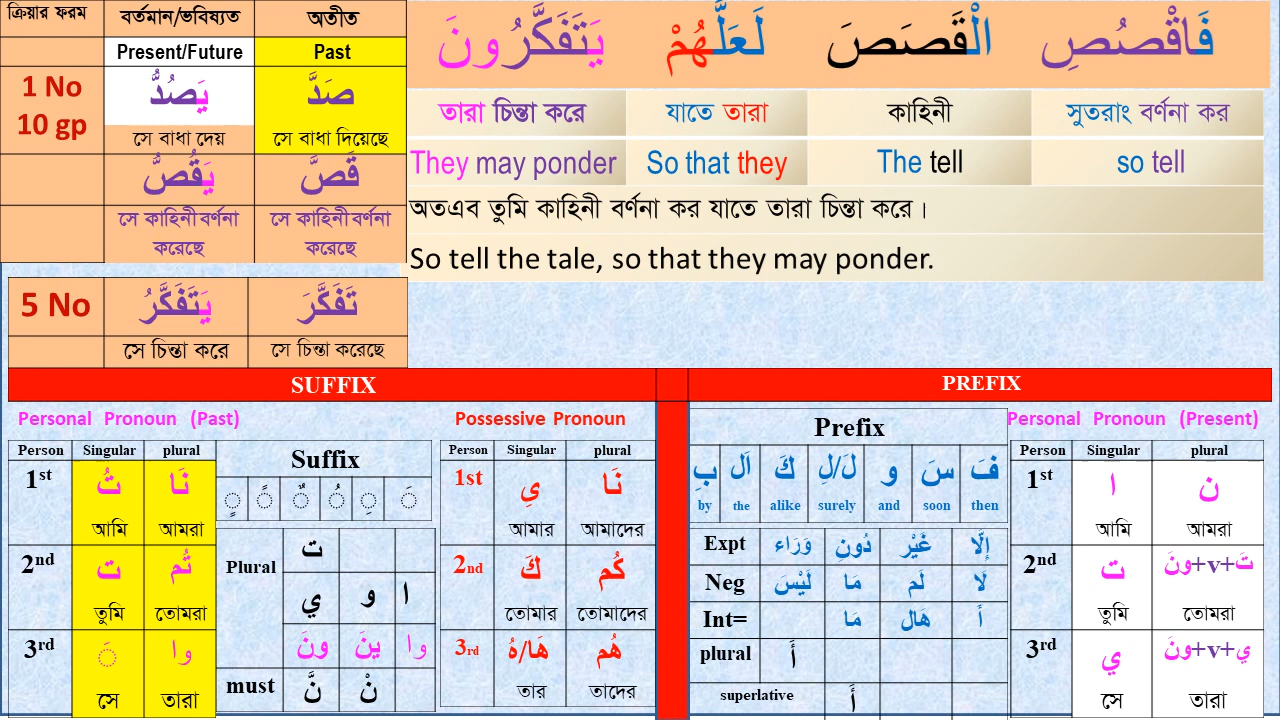 ক্রিয়ার ফরম বর্তমান/ভবিষ্যত অতীত
Present/Future Past
1 No
10 gp
يَصُدُّ صَدَّ
সে বাধা দেয় সে বাধা দিয়েছে
يَقُصُّ قَصَّ
সে কাহিনী বর্ণনা করেছে সে কাহিনী বর্ণনা করেছে
فَاقْصُصِ الْقَصَصَ لَعَلَّهُمْ يَتَفَكَّرُونَ
তারা চিন্তা করে যাতে তারা কাহিনী সুতরাং বর্ণনা কর
They may ponder So that they The tell so tell
অতএব তুমি কাহিনী বর্ণনা কর যাতে তারা চিন্তা করে।
So tell the tale, so that they may ponder.
5 No يَتَفَكَّرُ تَفَكَّرَ
সে চিন্তা করে সে চিন্তা করেছে
SUFFIX PREFIX
Personal Pronoun (Past)
Person Singular plural
1st تُ نَا
আমি আমরা
2nd ت تُم
তুমি তোমরা
3rd َ وا
সে তারা
Suffix
ٍ ً ٌ ُ ِ َ
Plural ت
ي و ا
ونَ ينَ وا
must نَّ نْ
Possessive Pronoun
Person Singular plural
1st يِ نَا
আমার আমাদের
2nd كَ كُم
তোমার তোমাদের
3rd هَا/هُ هُم
তার তাদের
Prefix
بِ اَل كَ لَ/لِ و سَ فَ
by the alike surely and soon then
Expt وَرَاء دُونِ غَيْر إِلَّا
Neg لَيْسَ مَا لَم لَا
Int= مَا هَال أَ
plural أَ
superlative أَ
Personal Pronoun (Present)
Person Singular plural
1st ا ن
আমি আমরা
2nd ت تَ+v+ونَ
তুমি তোমরা
3rd ي ي+v+ونَ
সে তারা